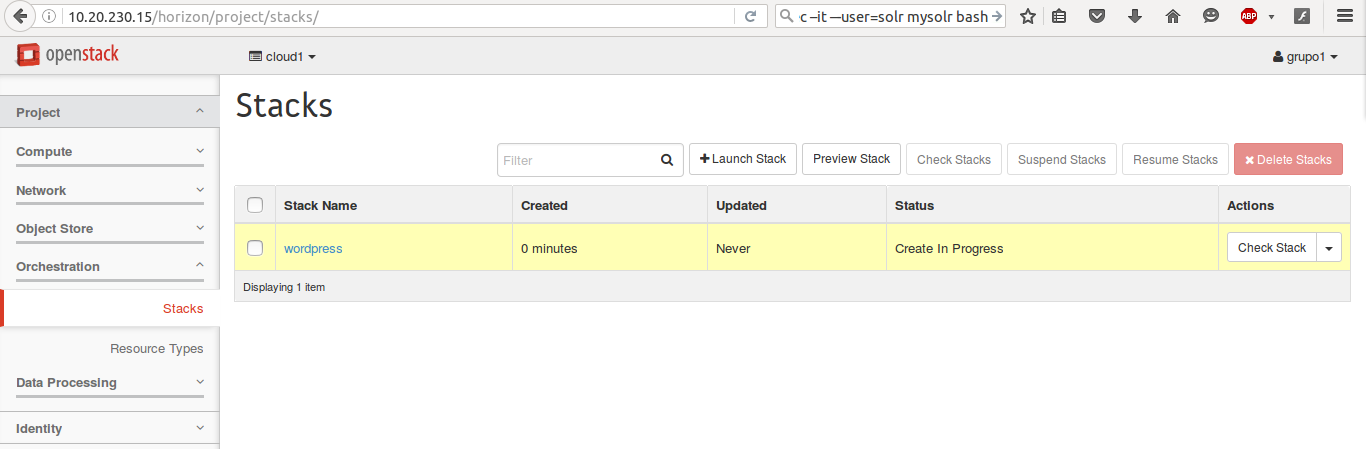 10.20.230.15/horizon/project/stacks/
c –it —user=solr mysolr bash
ABP
openstack
cloud1
grupo1
Project
Compute
Network
Object Store
Orchestration
Stacks
Resource Types
Data Processing
Identity
Stacks
Filter
Launch Stack
Preview Stack
Check Stacks
Suspend Stacks
Resume Stacks
Delete Stacks
Stack Name Created Updated Status Actions
wordpress 0 minutes Never Create In Progress Check Stack
Displaying 1 item